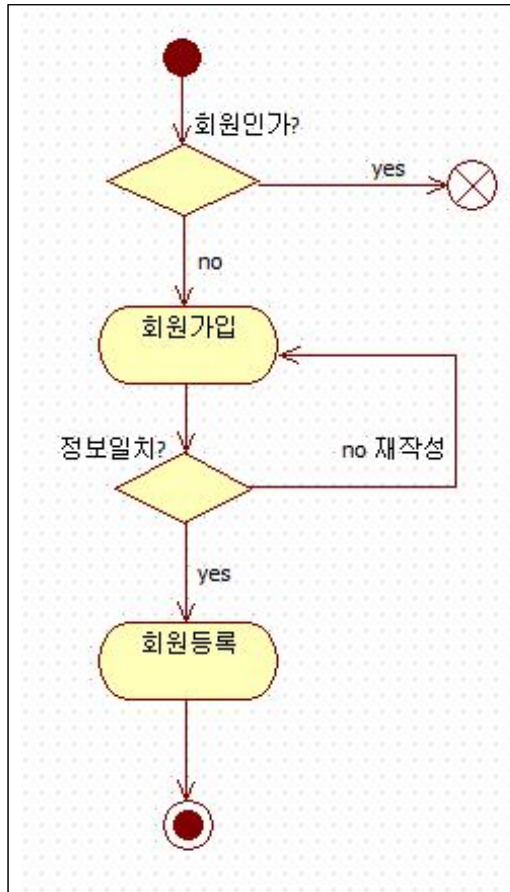 회원인가?
yes
no
회원가입
정보일치?
no 재작성
yes
회원등록